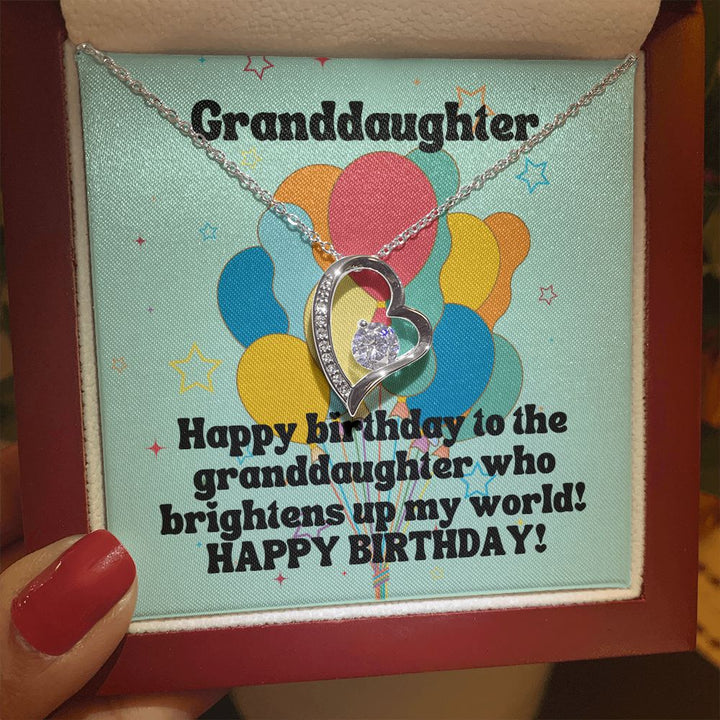 Granddaughter
Happy birthday to the
granddaughter who
brightens up my world!
HAPPY BIRTHDAY!